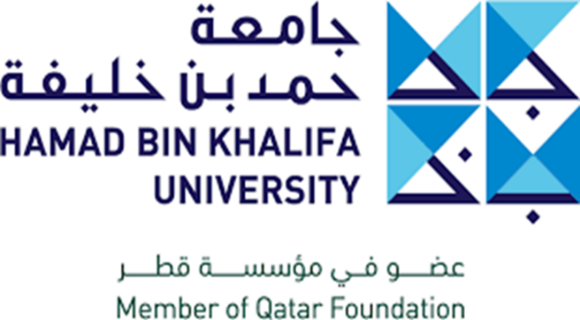 جامعة
حمد بن خليفة
HAMAD BIN KHALIFA
UNIVERSITY
عضو في مؤسسة قطر
Member of Qatar Foundation